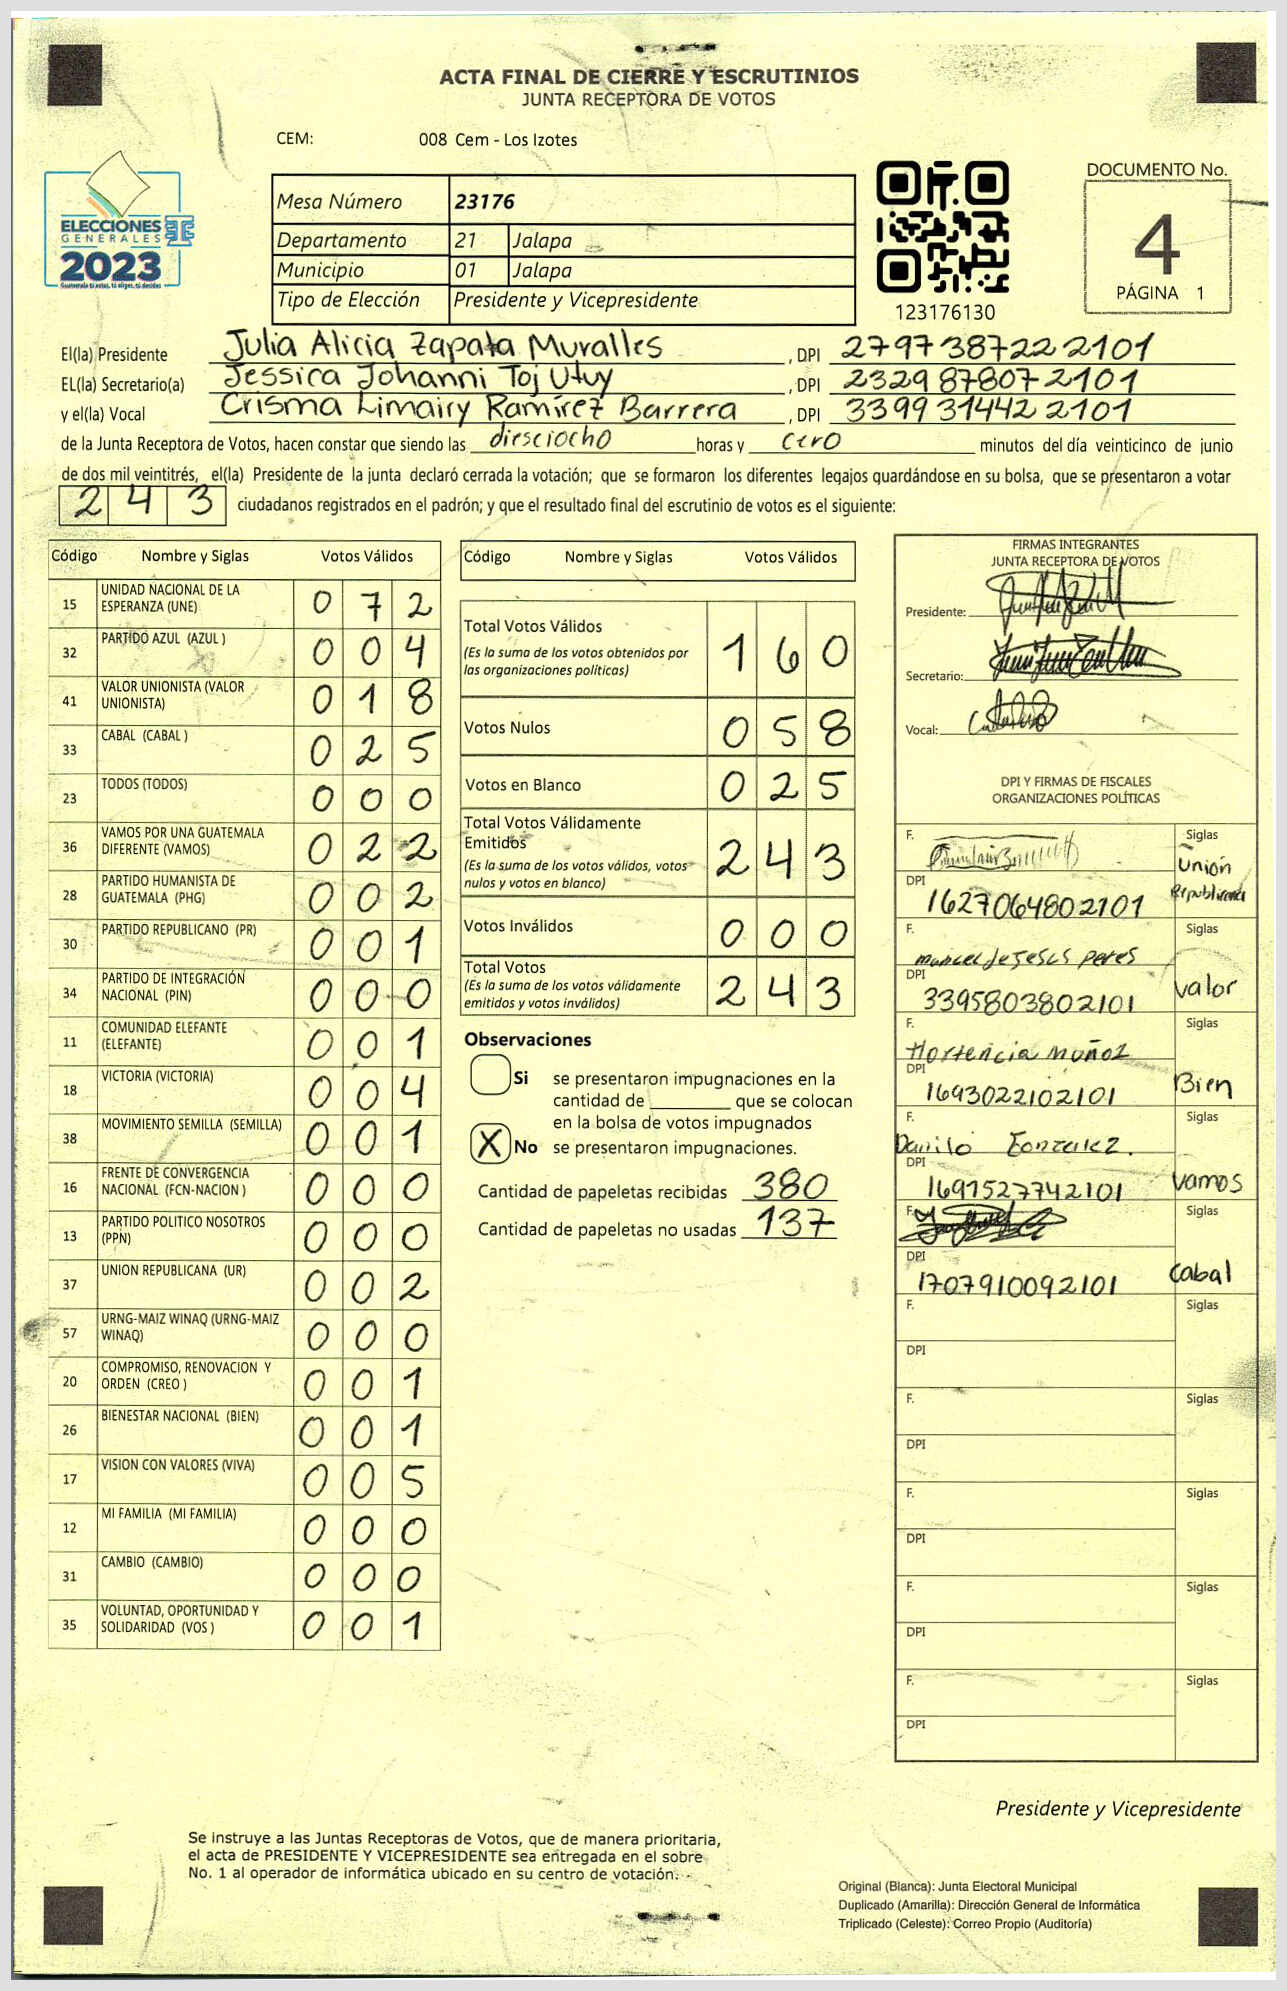 ACTA FINAL DE CIERRE Y ESCRUTINIOS
JUNTA RECEPTORA DE VOTOS
CEM: 008 Cem - Los Izotes
ELECCIONES
GENERALES
2023
Guatemala tú votas, tú eliges, tú decides
Mesa Número 23176
Departamento 21 Jalapa
Municipio 01 Jalapa
Tipo de Elección Presidente y Vicepresidente
123176130
DOCUMENTO No.
4
PÁGINA 1
El(la) Presidente Julia Alicia Zapata Muralles , DPI 2797387222101
EL(la) Secretario(a) Jessica Johanni Toj Utuy , DPI 2329878072101
y el(la) Vocal Crisma Limairy Ramírez Barrera , DPI 3399314422101
de la Junta Receptora de Votos, hacen constar que siendo las diesciocho horas y cero minutos del día veinticinco de junio
de dos mil veintitrés, el(la) Presidente de la junta declaró cerrada la votación; que se formaron los diferentes legajos guardándose en su bolsa, que se presentaron a votar
243 ciudadanos registrados en el padrón; y que el resultado final del escrutinio de votos es el siguiente:
Código Nombre y Siglas Votos Válidos
15 UNIDAD NACIONAL DE LA
ESPERANZA (UNE) 0 7 2
32 PARTIDO AZUL (AZUL ) 0 0 4
41 VALOR UNIONISTA (VALOR
UNIONISTA) 0 1 8
33 CABAL (CABAL ) 0 2 5
23 TODOS (TODOS) 0 0 0
36 VAMOS POR UNA GUATEMALA
DIFERENTE (VAMOS) 0 2 2
28 PARTIDO HUMANISTA DE
GUATEMALA (PHG) 0 0 2
30 PARTIDO REPUBLICANO (PR) 0 0 1
34 PARTIDO DE INTEGRACIÓN
NACIONAL (PIN) 0 0 0
11 COMUNIDAD ELEFANTE
(ELEFANTE) 0 0 1
18 VICTORIA (VICTORIA) 0 0 4
38 MOVIMIENTO SEMILLA (SEMILLA) 0 0 1
16 FRENTE DE CONVERGENCIA
NACIONAL (FCN-NACION ) 0 0 0
13 PARTIDO POLITICO NOSOTROS
(PPN) 0 0 0
37 UNION REPUBLICANA (UR) 0 0 2
57 URNG-MAIZ WINAQ (URNG-MAIZ
WINAQ) 0 0 0
20 COMPROMISO, RENOVACION Y
ORDEN (CREO ) 0 0 1
26 BIENESTAR NACIONAL (BIEN) 0 0 1
17 VISION CON VALORES (VIVA) 0 0 5
12 MI FAMILIA (MI FAMILIA) 0 0 0
31 CAMBIO (CAMBIO) 0 0 0
35 VOLUNTAD, OPORTUNIDAD Y
SOLIDARIDAD (VOS ) 0 0 1
Código Nombre y Siglas Votos Válidos
Total Votos Válidos
(Es la suma de los votos obtenidos por
las organizaciones políticas) 1 6 0
Votos Nulos 0 5 8
Votos en Blanco 0 2 5
Total Votos Válidamente
Emitidos
(Es la suma de los votos válidos, votos
nulos y votos en blanco) 2 4 3
Votos Inválidos 0 0 0
Total Votos
(Es la suma de los votos válidamente
emitidos y votos inválidos) 2 4 3
Observaciones
Si se presentaron impugnaciones en la
cantidad de ________ que se colocan
en la bolsa de votos impugnados
X No se presentaron impugnaciones.
Cantidad de papeletas recibidas 380
Cantidad de papeletas no usadas 137
FIRMAS INTEGRANTES
JUNTA RECEPTORA DE VOTOS
Presidente:
Secretario:
Vocal:
DPI Y FIRMAS DE FISCALES
ORGANIZACIONES POLÍTICAS
F. Siglas
Unión
Republicana
DPI 1627064802101
F. Siglas
manuel de Jesus Peres
DPI valor
3395803802101
F. Siglas
Hortencia Muñoz
DPI Bien
1693022102101
F. Siglas
Danilo Gonzalez.
DPI vamos
1691527742101
F. Siglas
DPI cabal
1707910092101
F. Siglas
DPI
F. Siglas
DPI
F. Siglas
DPI
F. Siglas
DPI
F. Siglas
DPI
Presidente y Vicepresidente
Se instruye a las Juntas Receptoras de Votos, que de manera prioritaria,
el acta de PRESIDENTE Y VICEPRESIDENTE sea entregada en el sobre
No. 1 al operador de informática ubicado en su centro de votación.
Original (Blanca): Junta Electoral Municipal
Duplicado (Amarilla): Dirección General de Informática
Triplicado (Celeste): Correo Propio (Auditoría)